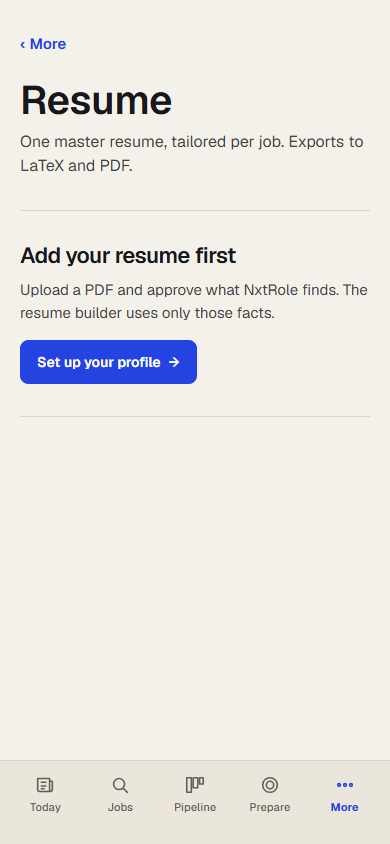 ‹ More
Resume
One master resume, tailored per job. Exports to
LaTeX and PDF.
Add your resume first
Upload a PDF and approve what NxtRole finds. The
resume builder uses only those facts.
Set up your profile →
Today
Jobs
Pipeline
Prepare
More